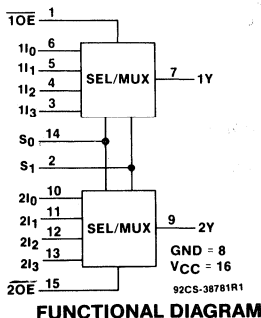 1OE 1
1I0 6
1I1 5
1I2 4
1I3 3
SEL/MUX
7 1Y
S0 14
S1 2
2I0 10
2I1 11
2I2 12
2I3 13
SEL/MUX
9 2Y
GND = 8
VCC = 16
2OE 15
92CS-38781R1
FUNCTIONAL DIAGRAM